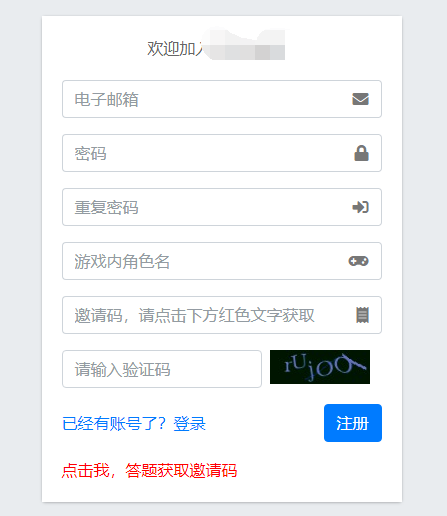 欢迎加入
电子邮箱
密码
重复密码
游戏内角色名
邀请码，请点击下方红色文字获取
请输入验证码
已经有账号了？登录
注册
点击我，答题获取邀请码